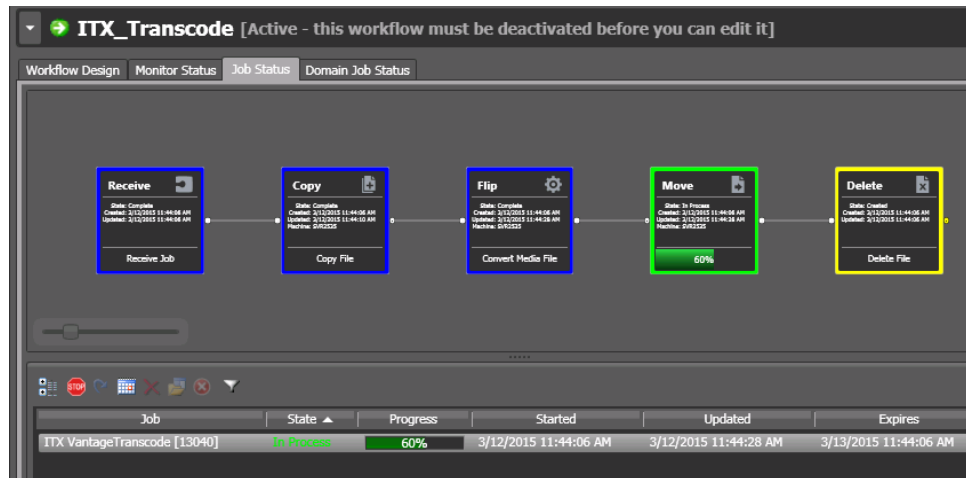 ITX_Transcode [Active - this workflow must be deactivated before you can edit it]
Workflow Design Monitor Status Job Status Domain Job Status
Receive
State: Complete
Created: 3/12/2015 11:44:06 AM
Updated: 3/12/2015 11:44:06 AM
Receive Job
Copy
State: Complete
Created: 3/12/2015 11:44:06 AM
Updated: 3/12/2015 11:44:10 AM
Machine: SVR2535
Copy File
Flip
State: Complete
Created: 3/12/2015 11:44:06 AM
Updated: 3/12/2015 11:44:26 AM
Machine: SVR2535
Convert Media File
Move
State: In Process
Created: 3/12/2015 11:44:06 AM
Updated: 3/12/2015 11:44:28 AM
Machine: SVR2535
60%
Delete
State: Created
Created: 3/12/2015 11:44:06 AM
Updated: 3/12/2015 11:44:06 AM
Delete File
STOP
Job State Progress Started Updated Expires
ITX VantageTranscode [13040] In Process 60% 3/12/2015 11:44:06 AM 3/12/2015 11:44:28 AM 3/13/2015 11:44:06 AM